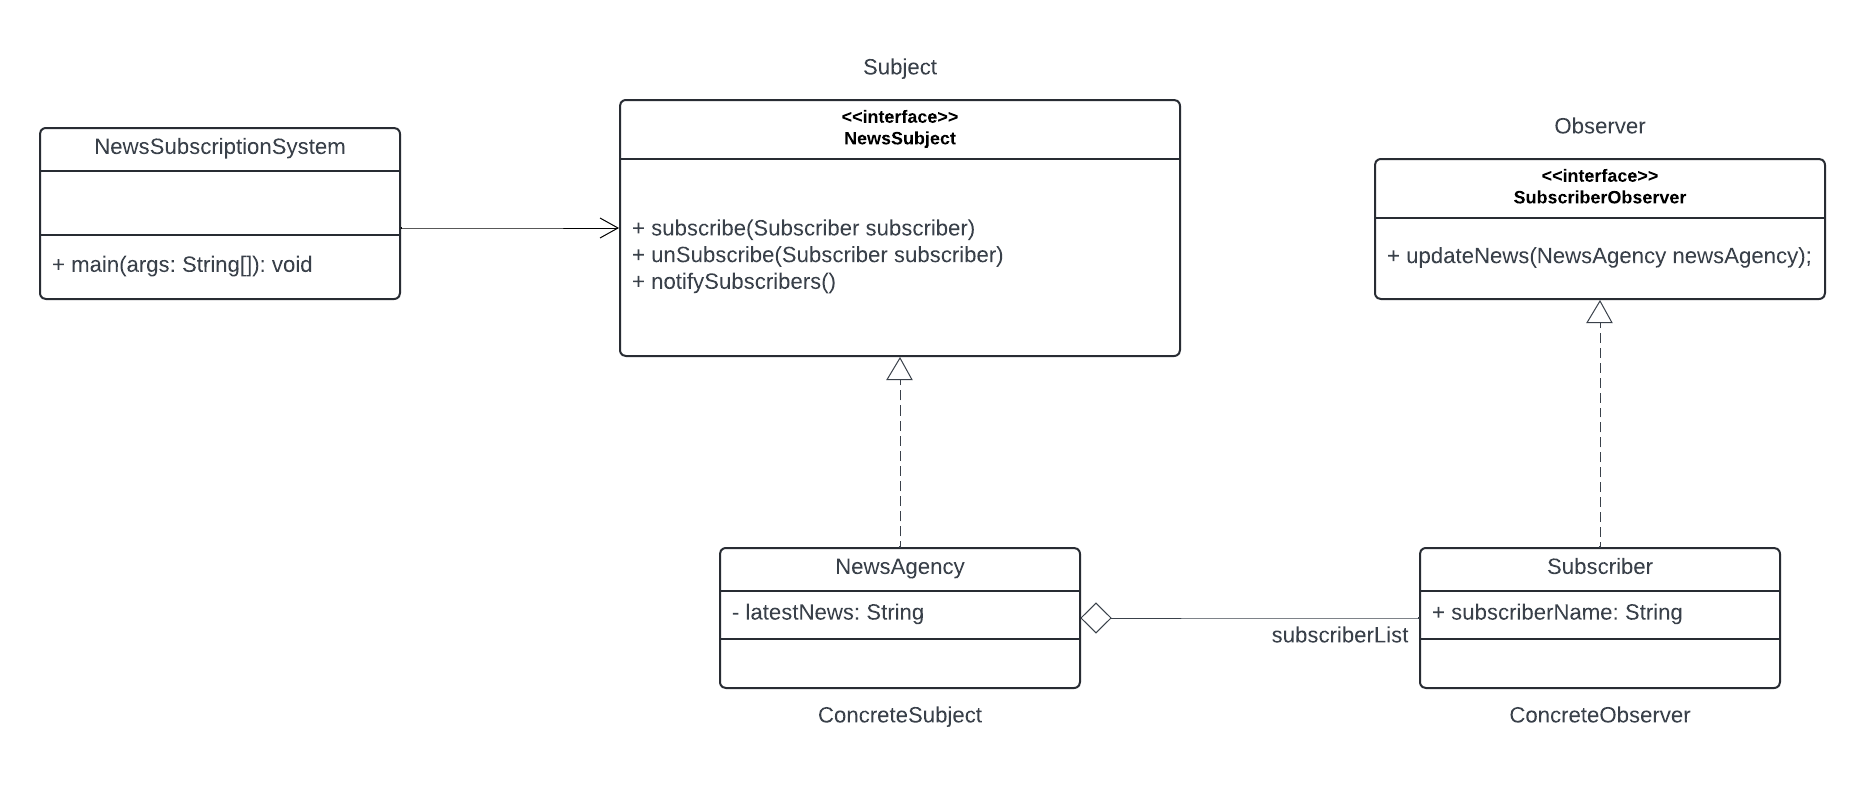 Subject
<<interface>>
NewsSubject
+ subscribe(Subscriber subscriber)
+ unSubscribe(Subscriber subscriber)
+ notifySubscribers()
NewsSubscriptionSystem
+ main(args: String[]): void
Observer
<<interface>>
SubscriberObserver
+ updateNews(NewsAgency newsAgency);
NewsAgency
- latestNews: String
ConcreteSubject
subscriberList
Subscriber
+ subscriberName: String
ConcreteObserver